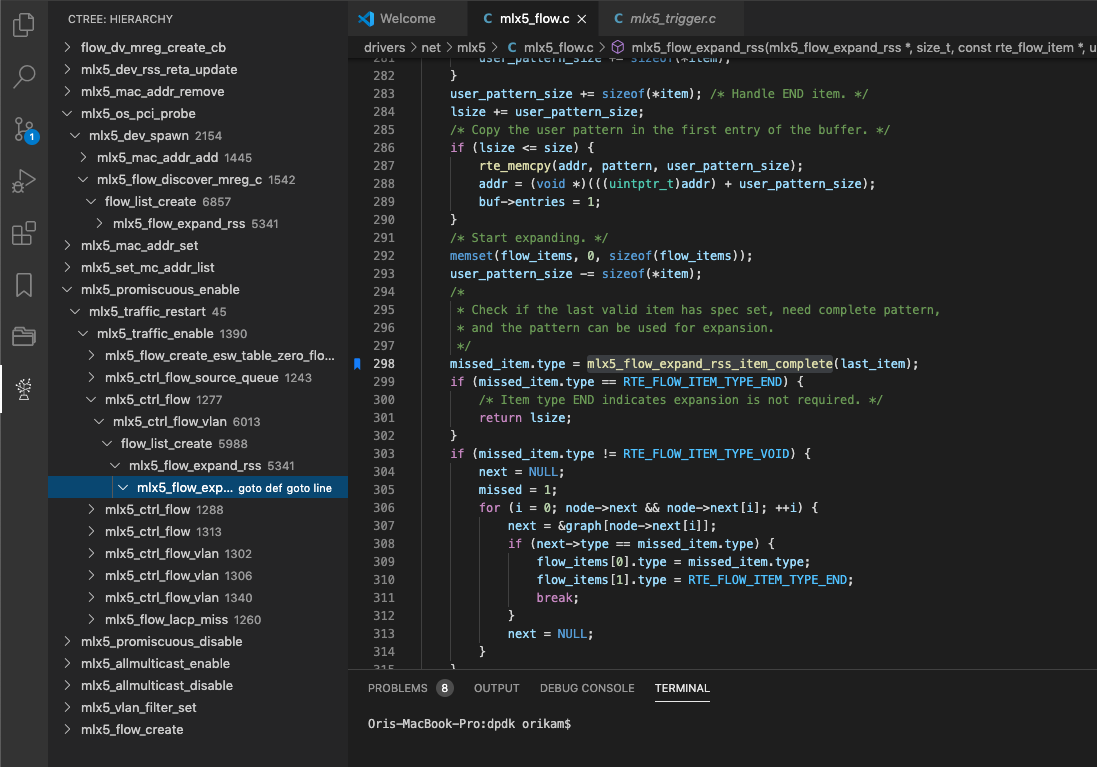 CTREE: HIERARCHY
flow_dv_mreg_create_cb
mlx5_dev_rss_reta_update
mlx5_mac_addr_remove
mlx5_os_pci_probe
mlx5_dev_spawn 2154
mlx5_mac_addr_add 1445
mlx5_flow_discover_mreg_c 1542
flow_list_create 6857
mlx5_flow_expand_rss 5341
mlx5_mac_addr_set
mlx5_set_mc_addr_list
mlx5_promiscuous_enable
mlx5_traffic_restart 45
mlx5_traffic_enable 1390
mlx5_flow_create_esw_table_zero_flo...
mlx5_ctrl_flow_source_queue 1243
mlx5_ctrl_flow 1277
mlx5_ctrl_flow_vlan 6013
flow_list_create 5988
mlx5_flow_expand_rss 5341
mlx5_flow_exp... goto def goto line
mlx5_ctrl_flow 1288
mlx5_ctrl_flow 1313
mlx5_ctrl_flow_vlan 1302
mlx5_ctrl_flow_vlan 1306
mlx5_ctrl_flow_vlan 1340
mlx5_flow_lacp_miss 1260
mlx5_promiscuous_disable
mlx5_allmulticast_enable
mlx5_allmulticast_disable
mlx5_vlan_filter_set
mlx5_flow_create
1
Welcome
C mlx5_flow.c ×
C mlx5_trigger.c
drivers > net > mlx5 > C mlx5_flow.c > mlx5_flow_expand_rss(mlx5_flow_expand_rss *, size_t, const rte_flow_item *, u
281 user_pattern_size += sizeof(*item);
282 }
283 user_pattern_size += sizeof(*item); /* Handle END item. */
284 lsize += user_pattern_size;
285 /* Copy the user pattern in the first entry of the buffer. */
286 if (lsize <= size) {
287 rte_memcpy(addr, pattern, user_pattern_size);
288 addr = (void *)(((uintptr_t)addr) + user_pattern_size);
289 buf->entries = 1;
290 }
291 /* Start expanding. */
292 memset(flow_items, 0, sizeof(flow_items));
293 user_pattern_size -= sizeof(*item);
294 /*
295 * Check if the last valid item has spec set, need complete pattern,
296 * and the pattern can be used for expansion.
297 */
298 missed_item.type = mlx5_flow_expand_rss_item_complete(last_item);
299 if (missed_item.type == RTE_FLOW_ITEM_TYPE_END) {
300 /* Item type END indicates expansion is not required. */
301 return lsize;
302 }
303 if (missed_item.type != RTE_FLOW_ITEM_TYPE_VOID) {
304 next = NULL;
305 missed = 1;
306 for (i = 0; node->next && node->next[i]; ++i) {
307 next = &graph[node->next[i]];
308 if (next->type == missed_item.type) {
309 flow_items[0].type = missed_item.type;
310 flow_items[1].type = RTE_FLOW_ITEM_TYPE_END;
311 break;
312 }
313 next = NULL;
314 }
315 }
PROBLEMS 8 OUTPUT DEBUG CONSOLE TERMINAL
Oris-MacBook-Pro:dpdk orikam$